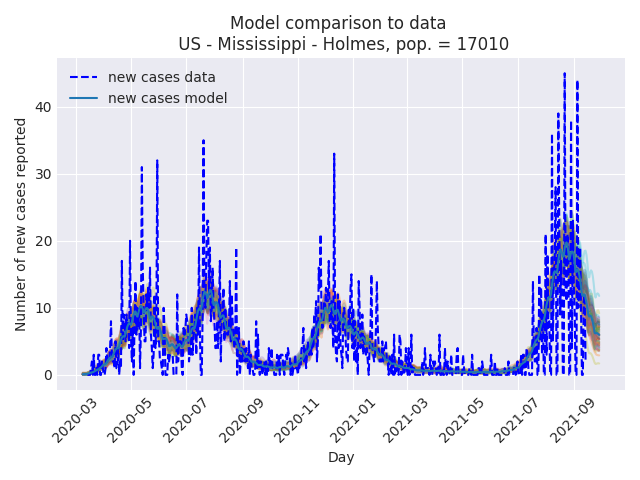 Model comparison to data
US - Mississippi - Holmes, pop. = 17010
new cases data
new cases model
Number of new cases reported
40
30
20
10
0
2020-03
2020-05
2020-07
2020-09
2020-11
2021-01
2021-03
2021-05
2021-07
2021-09
Day